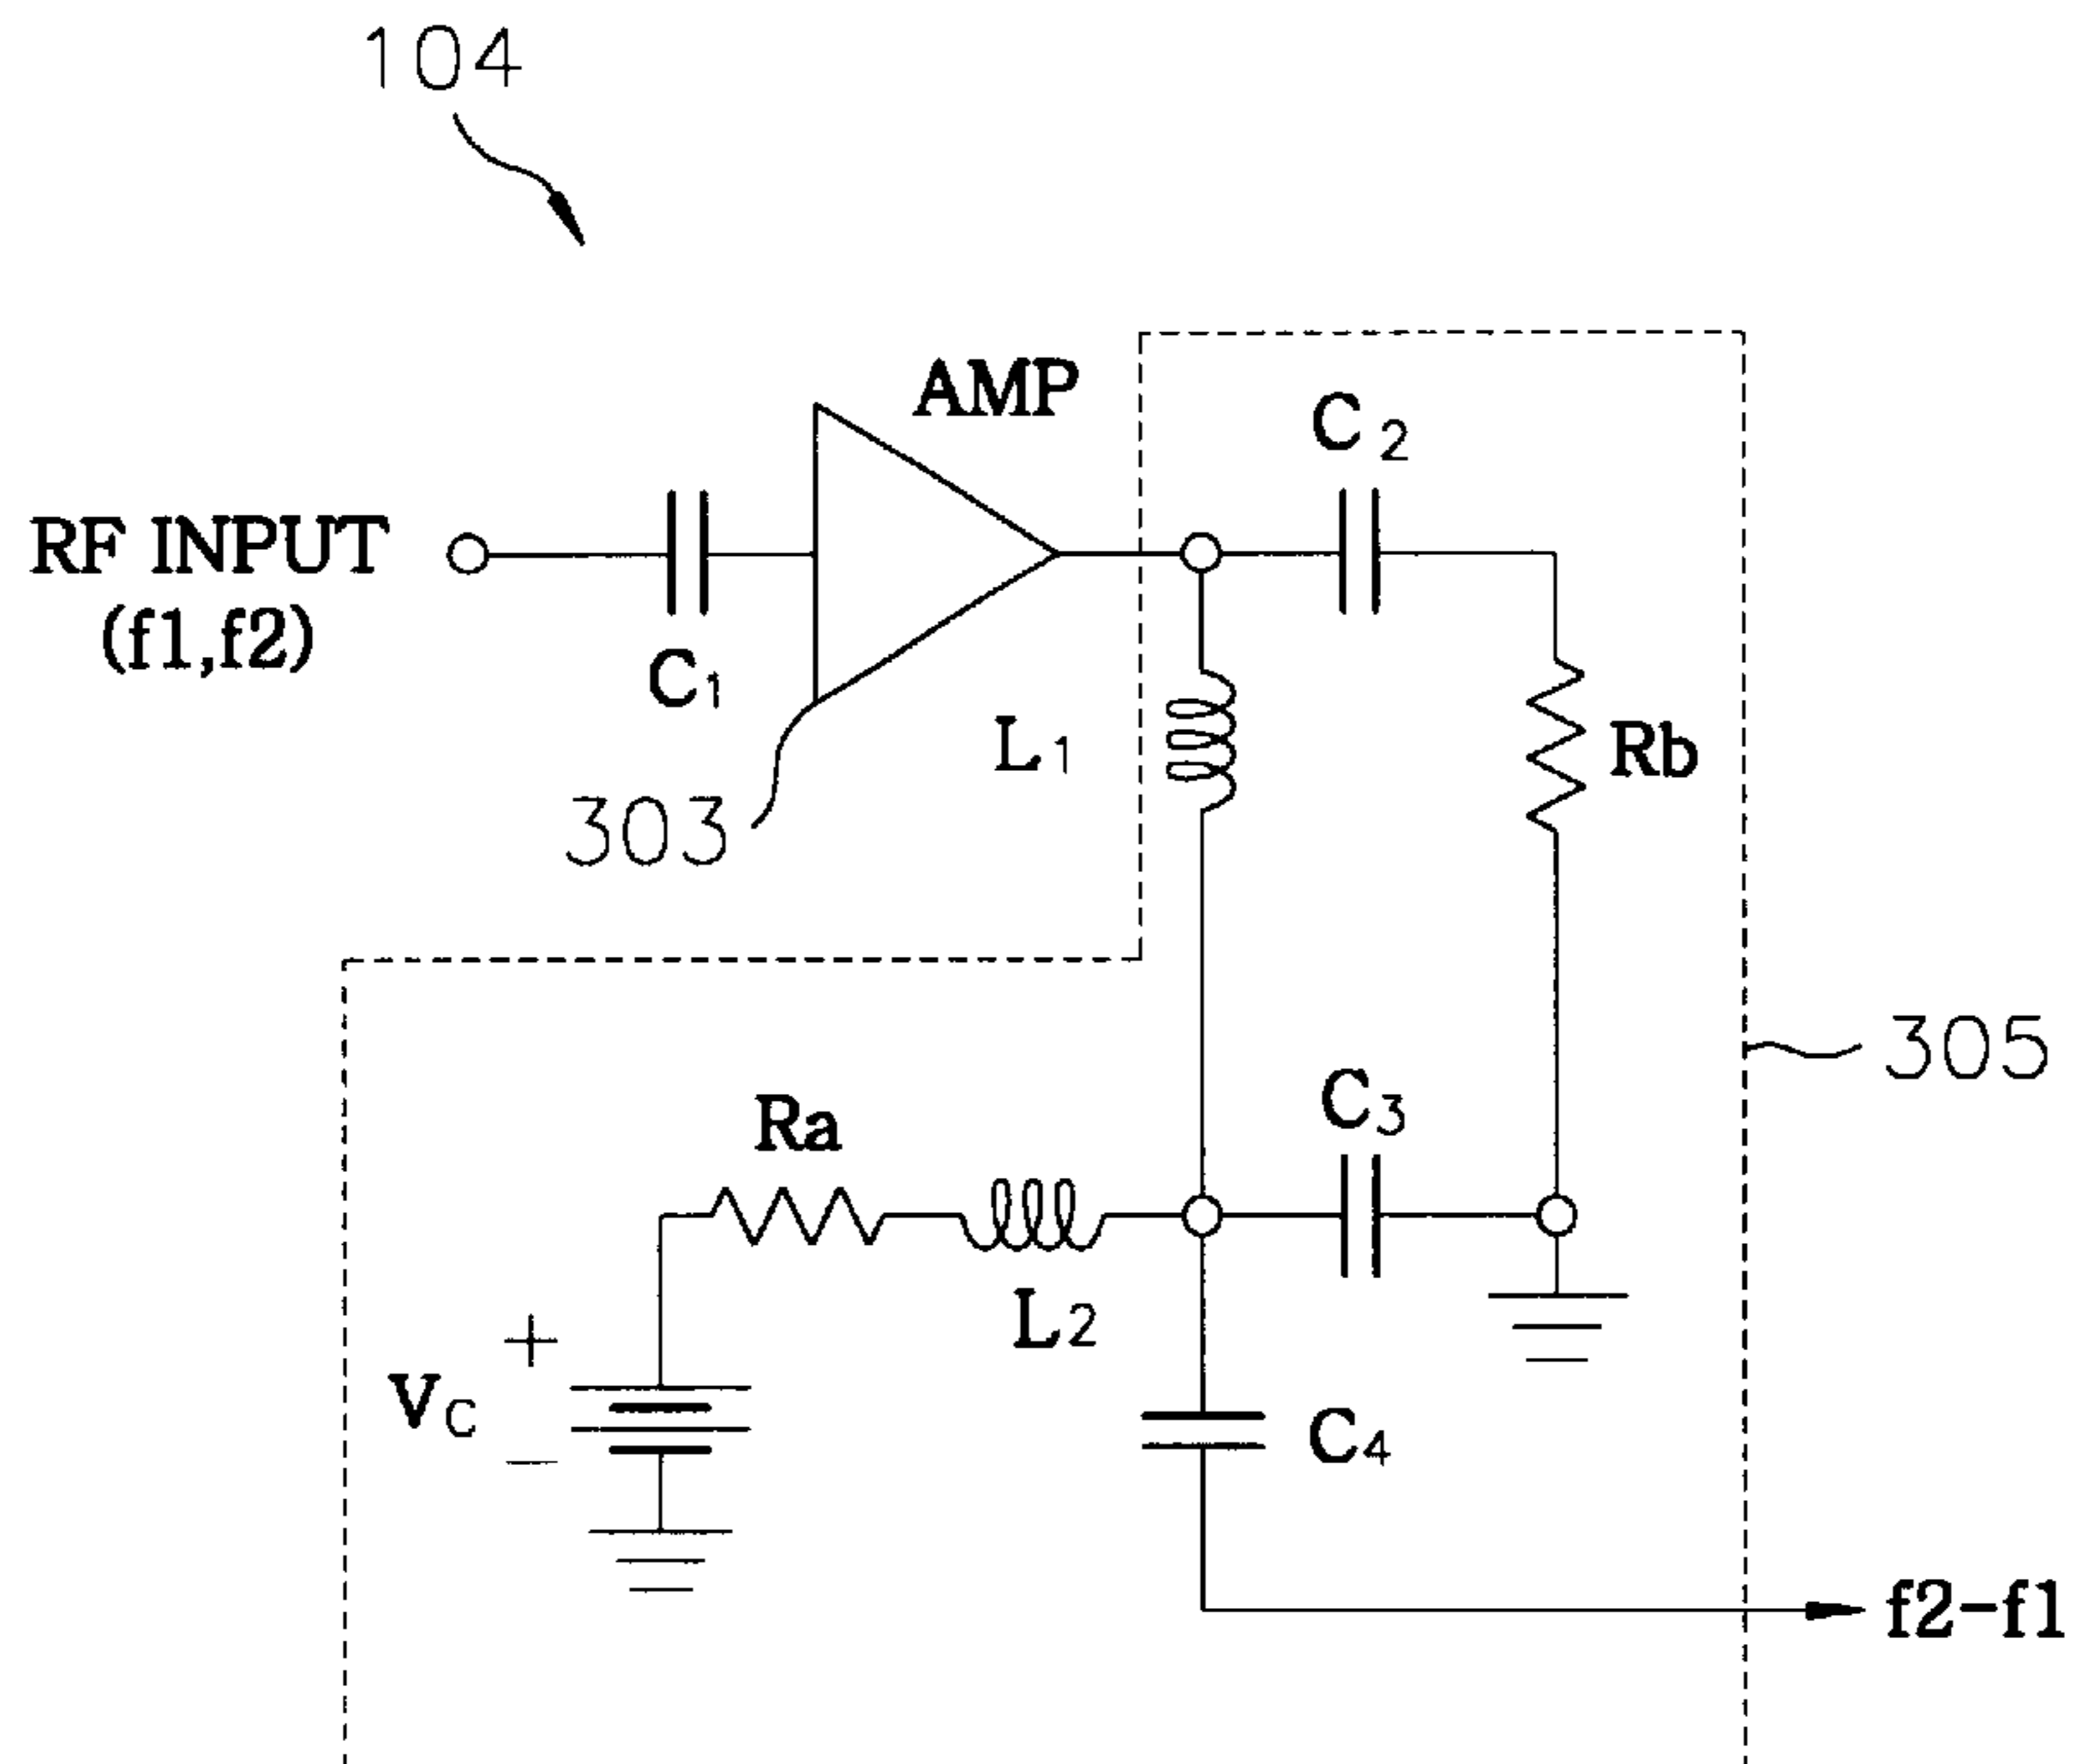 104
AMP
C2
RF INPUT
(f1,f2)
C1
L1
Rb
303
305
Ra
C3
L2
+
VC
−
C4
f2-f1